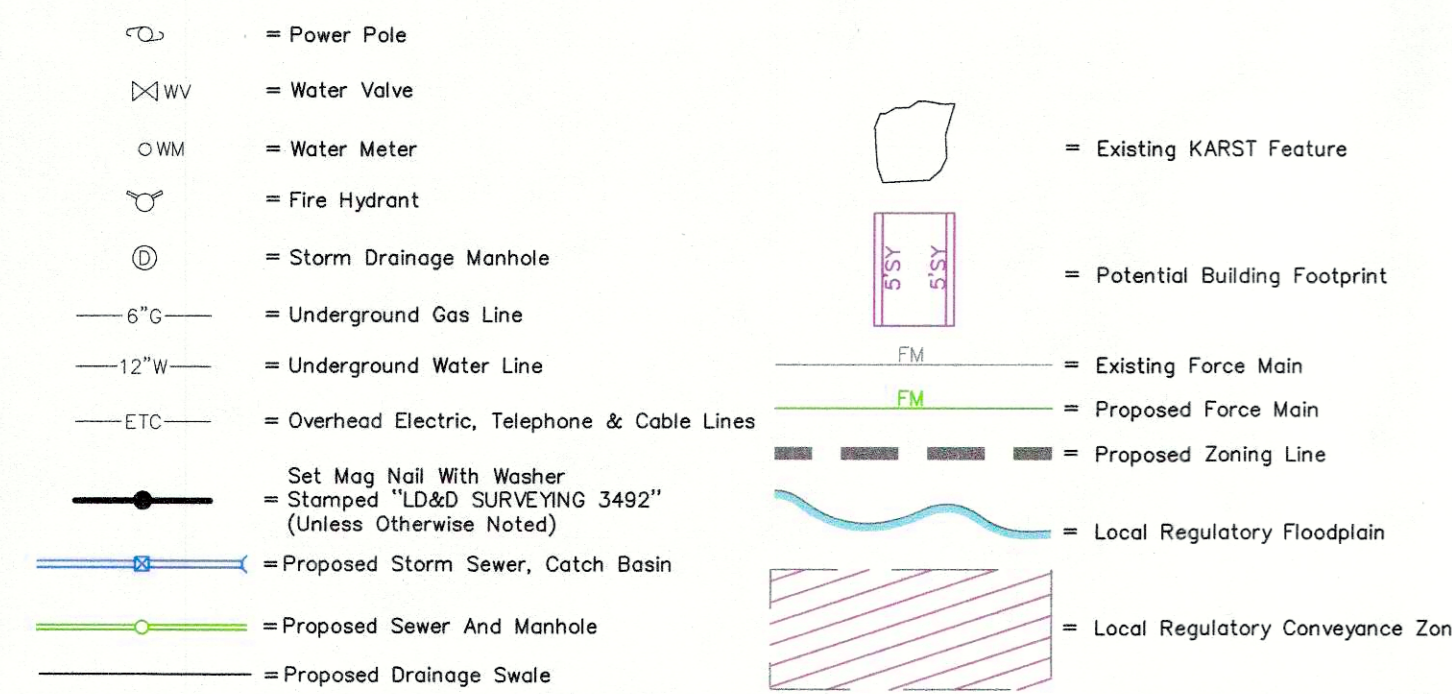 = Power Pole
WV = Water Valve
WM = Water Meter
= Fire Hydrant
D = Storm Drainage Manhole
6"G = Underground Gas Line
12"W = Underground Water Line
ETC = Overhead Electric, Telephone & Cable Lines
Set Mag Nail With Washer
= Stamped "LD&D SURVEYING 3492"
(Unless Otherwise Noted)
= Proposed Storm Sewer, Catch Basin
= Proposed Sewer And Manhole
= Proposed Drainage Swale
= Existing KARST Feature
5'SY 5'SY = Potential Building Footprint
FM = Existing Force Main
FM = Proposed Force Main
= Proposed Zoning Line
= Local Regulatory Floodplain
= Local Regulatory Conveyance Zon